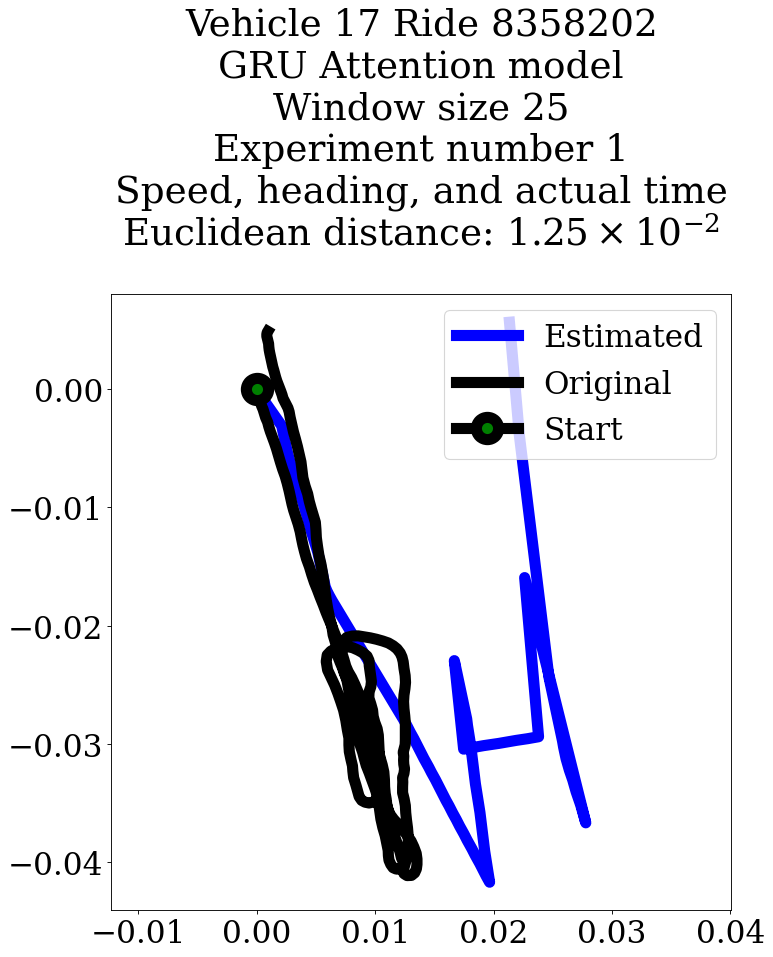 Vehicle 17 Ride 8358202
GRU Attention model
Window size 25
Experiment number 1
Speed, heading, and actual time
Euclidean distance: 1.25 × 10⁻²
Estimated
Original
Start
0.00
−0.01
−0.02
−0.03
−0.04
−0.01 0.00 0.01 0.02 0.03 0.04